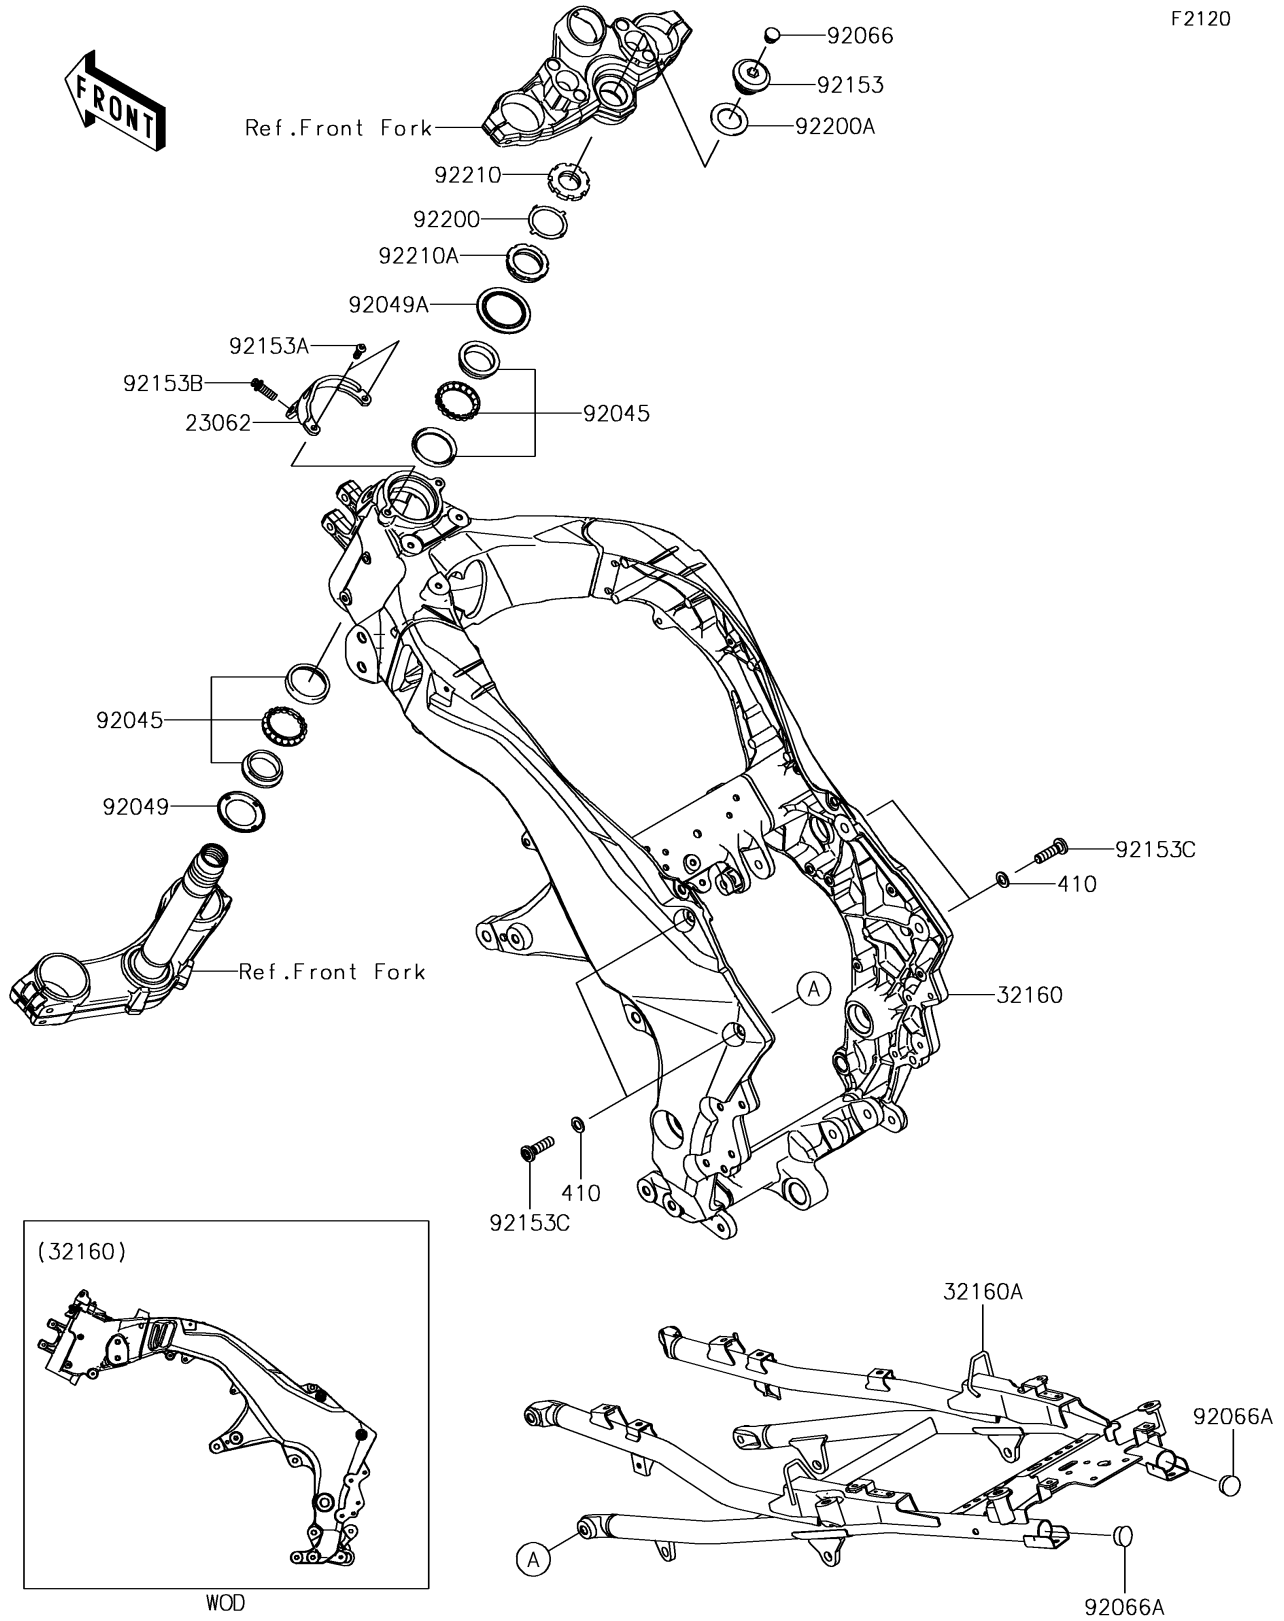 F2120
FRONT
92066
92153
92200A
Ref.Front Fork
92210
92200
92210A
92049A
92153A
92153B
23062
92045
92045
92049
92153C
410
Ref.Front Fork
A
32160
410
92153C
(32160)
32160A
92066A
A
92066A
WOD